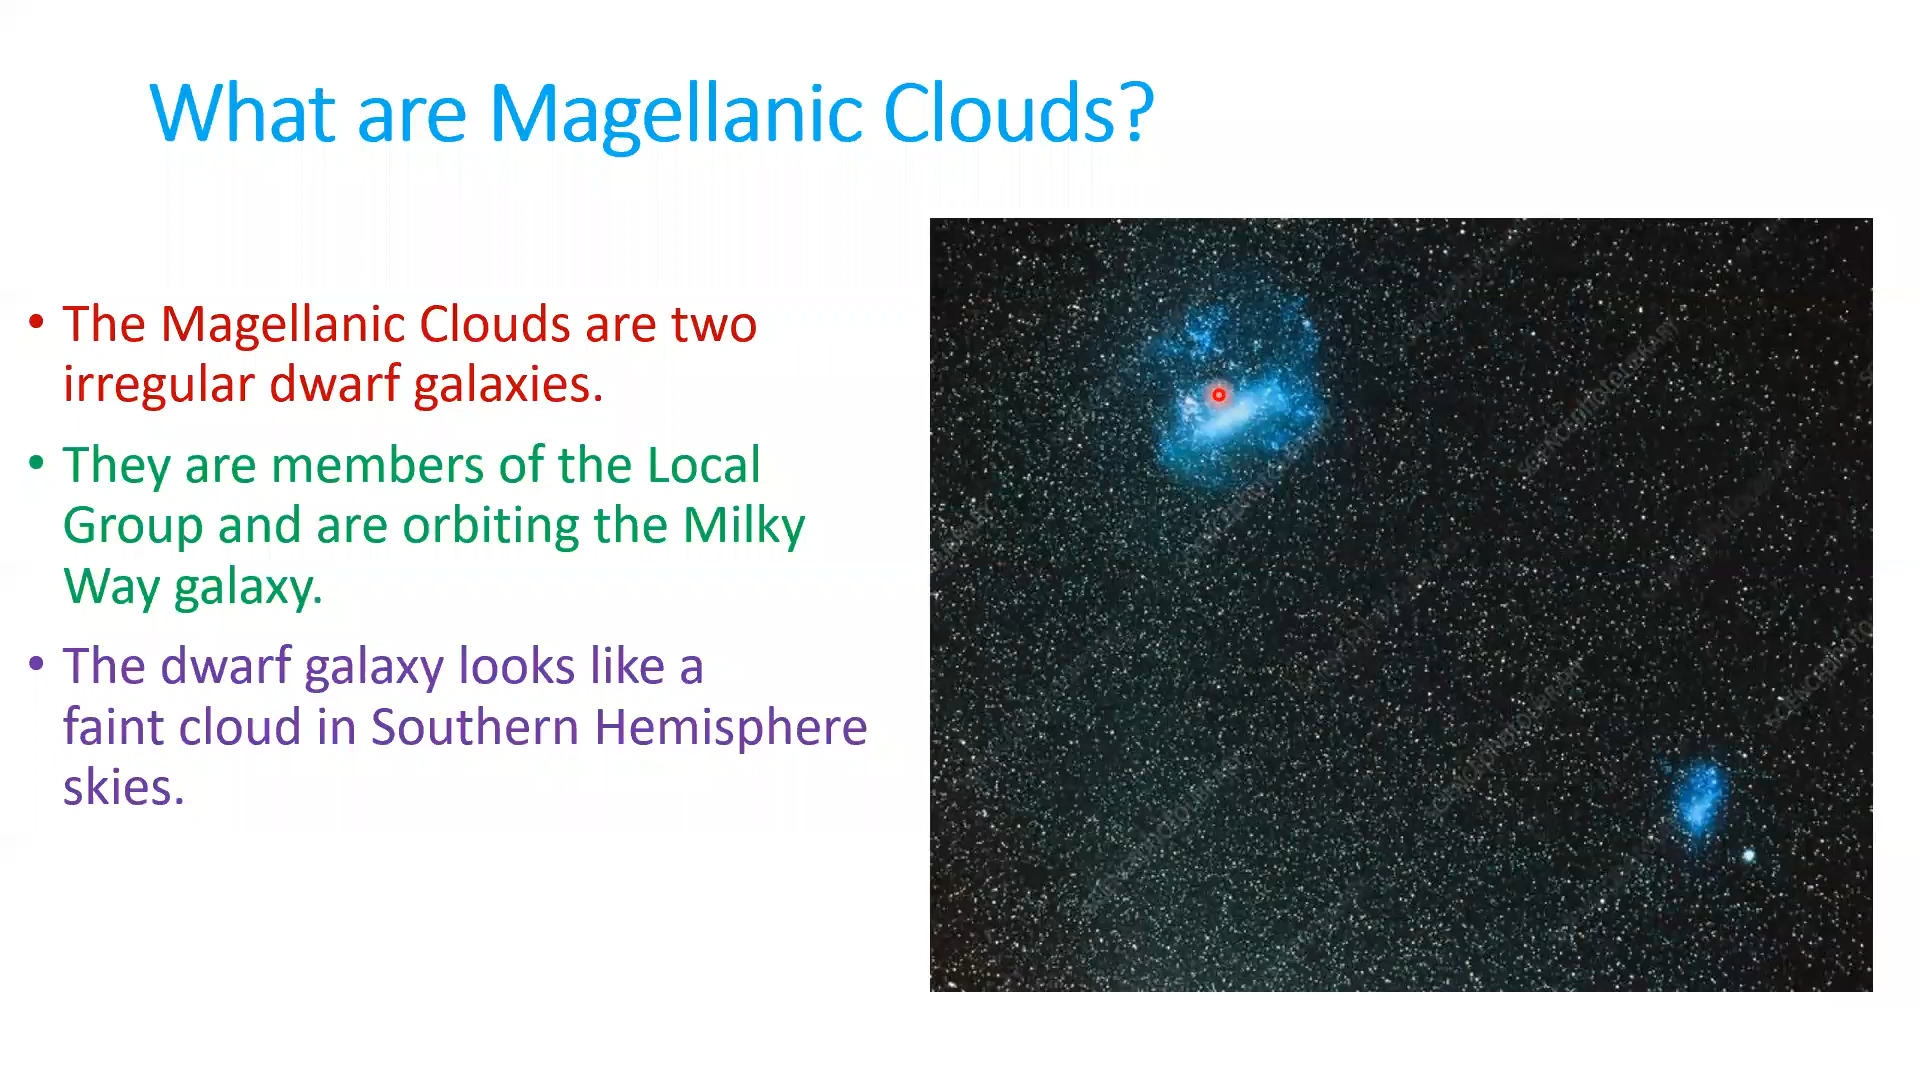 What are Magellanic Clouds?
• The Magellanic Clouds are two
irregular dwarf galaxies.
• They are members of the Local
Group and are orbiting the Milky
Way galaxy.
• The dwarf galaxy looks like a
faint cloud in Southern Hemisphere
skies.